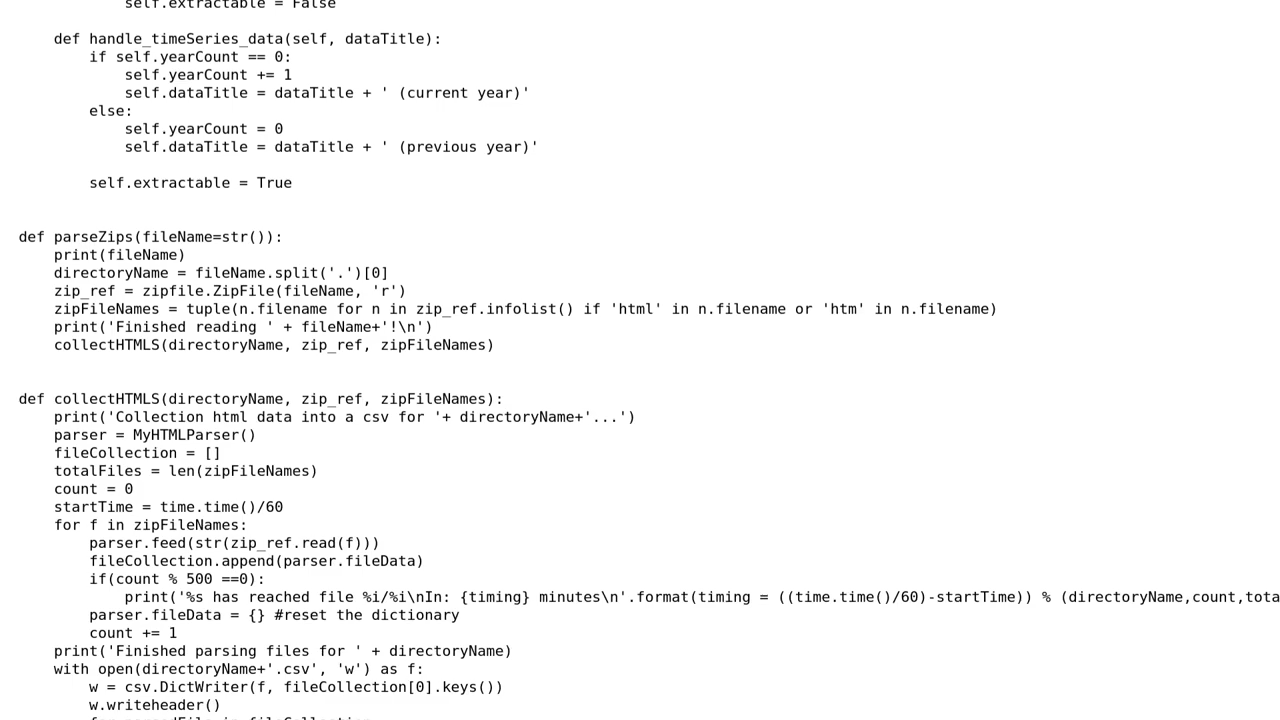 self.extractable = False

    def handle_timeSeries_data(self, dataTitle):
        if self.yearCount == 0:
            self.yearCount += 1
            self.dataTitle = dataTitle + ' (current year)'
        else:
            self.yearCount = 0
            self.dataTitle = dataTitle + ' (previous year)'

        self.extractable = True


def parseZips(fileName=str()):
    print(fileName)
    directoryName = fileName.split('.')[0]
    zip_ref = zipfile.ZipFile(fileName, 'r')
    zipFileNames = tuple(n.filename for n in zip_ref.infolist() if 'html' in n.filename or 'htm' in n.filename)
    print('Finished reading ' + fileName+'!\n')
    collectHTMLS(directoryName, zip_ref, zipFileNames)


def collectHTMLS(directoryName, zip_ref, zipFileNames):
    print('Collection html data into a csv for '+ directoryName+'...')
    parser = MyHTMLParser()
    fileCollection = []
    totalFiles = len(zipFileNames)
    count = 0
    startTime = time.time()/60
    for f in zipFileNames:
        parser.feed(str(zip_ref.read(f)))
        fileCollection.append(parser.fileData)
        if(count % 500 ==0):
            print('%s has reached file %i/%i\nIn: {timing} minutes\n'.format(timing = ((time.time()/60)-startTime)) % (directoryName,count,tota
        parser.fileData = {} #reset the dictionary
        count += 1
    print('Finished parsing files for ' + directoryName)
    with open(directoryName+'.csv', 'w') as f:
        w = csv.DictWriter(f, fileCollection[0].keys())
        w.writeheader()